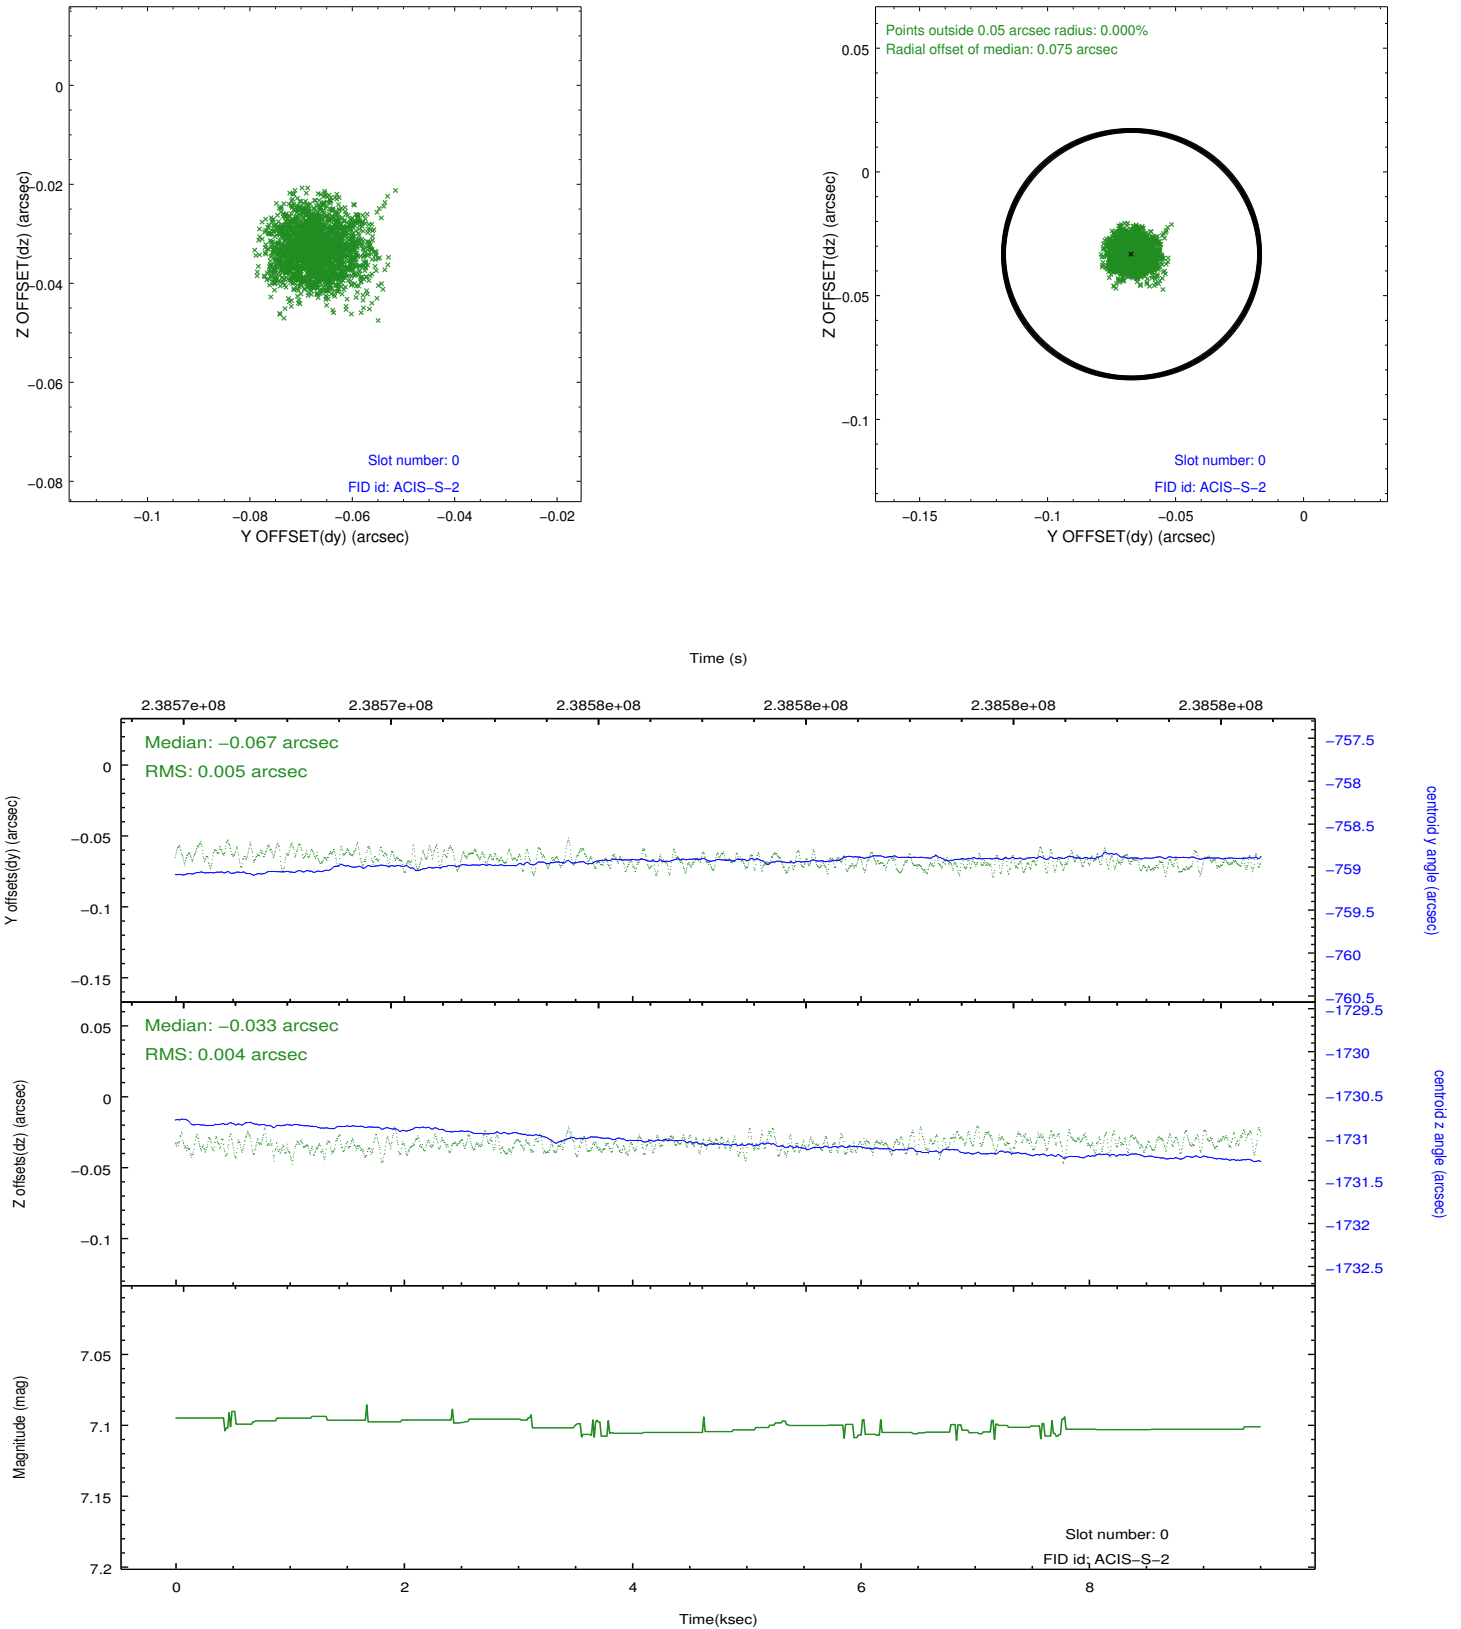 0
−0.02
−0.04
−0.06
−0.08
Z OFFSET(dz) (arcsec)
−0.1
−0.08
−0.06
−0.04
−0.02
Y OFFSET(dy) (arcsec)
Slot number: 0
FID id: ACIS−S−2
Points outside 0.05 arcsec radius: 0.000%
Radial offset of median: 0.075 arcsec
0.05
0
−0.05
−0.1
Z OFFSET(dz) (arcsec)
−0.15
−0.1
−0.05
0
Y OFFSET(dy) (arcsec)
Slot number: 0
FID id: ACIS−S−2
Time (s)
2.3857e+08
2.3857e+08
2.3858e+08
2.3858e+08
2.3858e+08
2.3858e+08
Median: −0.067 arcsec
RMS: 0.005 arcsec
0
−0.05
−0.1
−0.15
Y offsets(dy) (arcsec)
−757.5
−758
−758.5
−759
−759.5
−760
−760.5
centroid y angle (arcsec)
Median: −0.033 arcsec
RMS: 0.004 arcsec
0.05
0
−0.05
−0.1
Z offsets(dz) (arcsec)
−1729.5
−1730
−1730.5
−1731
−1731.5
−1732
−1732.5
centroid z angle (arcsec)
7.05
7.1
7.15
7.2
Magnitude (mag)
Slot number: 0
FID id: ACIS−S−2
0
2
4
6
8
Time(ksec)